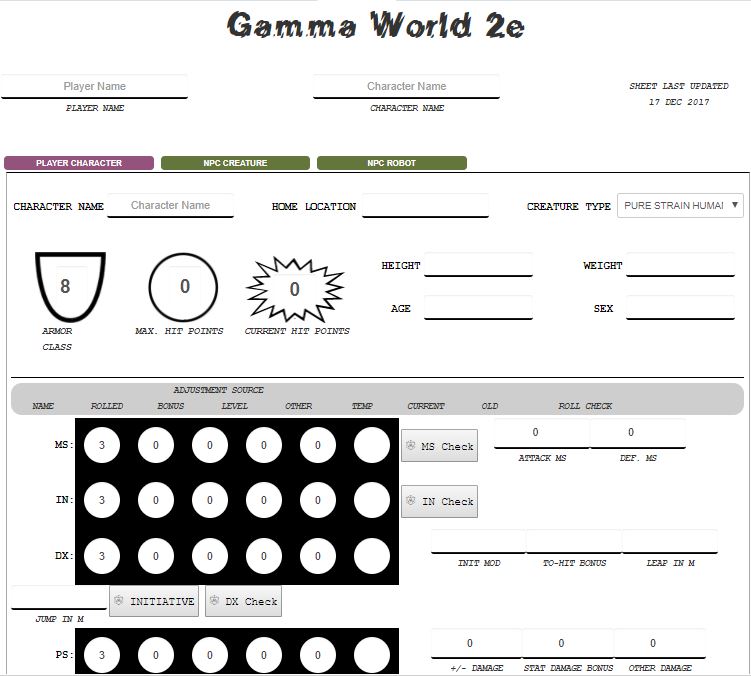 Gamma World 2e
Player Name
Character Name
SHEET LAST UPDATED
PLAYER NAME
CHARACTER NAME
17 DEC 2017
PLAYER CHARACTER
NPC CREATURE
NPC ROBOT
CHARACTER NAME Character Name
HOME LOCATION
CREATURE TYPE PURE STRAIN HUMAN
8
0
0
HEIGHT
WEIGHT
AGE
SEX
ARMOR
CLASS
MAX. HIT POINTS
CURRENT HIT POINTS
ADJUSTMENT SOURCE
NAME ROLLED BONUS LEVEL OTHER TEMP CURRENT OLD ROLL CHECK
MS: 3 0 0 0 0 MS Check 0 0
ATTACK MS DEF. MS
IN: 3 0 0 0 0 IN Check
DX: 3 0 0 0 0
INIT MOD TO-HIT BONUS LEAP IN M
INITIATIVE DX Check
JUMP IN M
PS: 3 0 0 0 0 0 0 0
+/- DAMAGE STAT DAMAGE BONUS OTHER DAMAGE